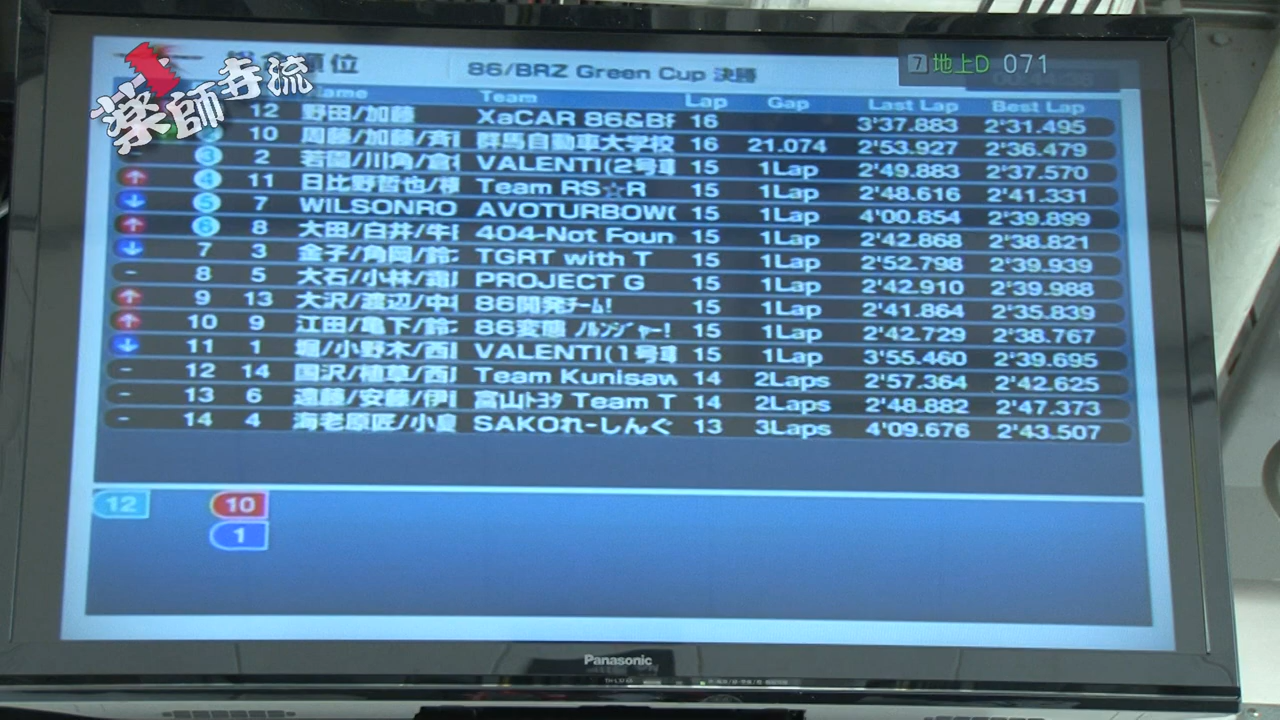 薬師寺流
総合順位 86/BRZ Green Cup 決勝 7 地上D 071
Name Team Lap Gap Last Lap Best Lap
12 野田/加藤 XaCAR 86&Br 16 3'37.883 2'31.495
10 周藤/加藤/斉 群馬自動車大学校 16 21.074 2'53.927 2'36.479
3 2 若園/川角/倉 VALENTI(2号車 15 1Lap 2'49.883 2'37.570
4 11 日比野哲也/ Team RS☆R 15 1Lap 2'48.616 2'41.331
5 7 WILSONRO AVOTURBOW 15 1Lap 4'00.854 2'39.899
6 8 大田/白井/牛 404-Not Foun 15 1Lap 2'42.868 2'38.821
7 3 金子/角岡/鈴 TGRT with T 15 1Lap 2'52.798 2'39.939
- 8 5 大石/小林/霜 PROJECT G 15 1Lap 2'42.910 2'39.988
9 13 大沢/渡辺/中 86開発ﾁｰﾑ! 15 1Lap 2'41.864 2'35.839
10 9 江田/亀下/鈴 86変態ﾉﾙﾝｼﾞｬｰ! 15 1Lap 2'42.729 2'38.767
11 1 堀/小野木/西 VALENTI(1号車 15 1Lap 3'55.460 2'39.695
- 12 14 国沢/植草/西 Team Kunisaw 14 2Laps 2'57.364 2'42.625
- 13 6 遠藤/安藤/伊 富山ﾄﾖﾀ Team T 14 2Laps 2'48.882 2'47.373
- 14 4 海老原匠/小 SAKOれーしんぐ 13 3Laps 4'09.676 2'43.507
12 10
1
Panasonic